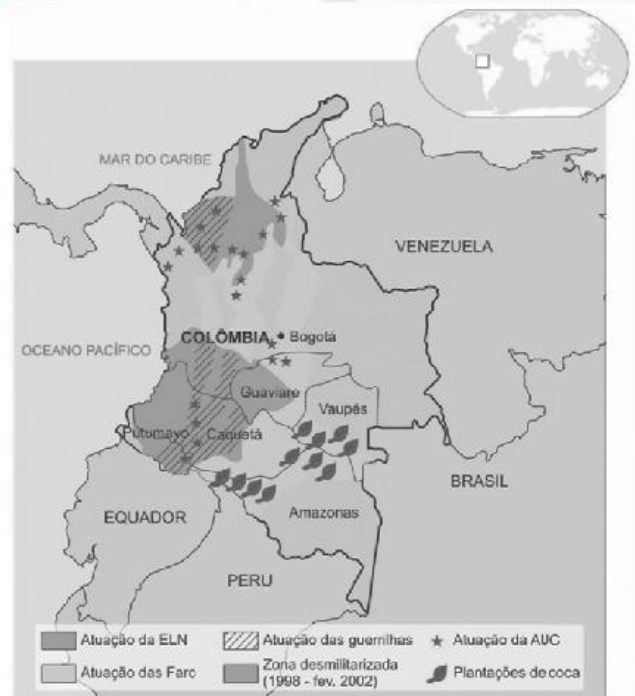 MAR DO CARIBE
VENEZUELA
OCEANO PACÍFICO
COLÔMBIA
Bogotá
Guaviare
Vaupés
Putumayo
Caquetá
BRASIL
EQUADOR
Amazonas
PERU
Atuação da ELN
Atuação das guerrilhas
Atuação da AUC
Atuação das Farc
Zona desmilitarizada
(1998 - fev. 2002)
Plantações de coca